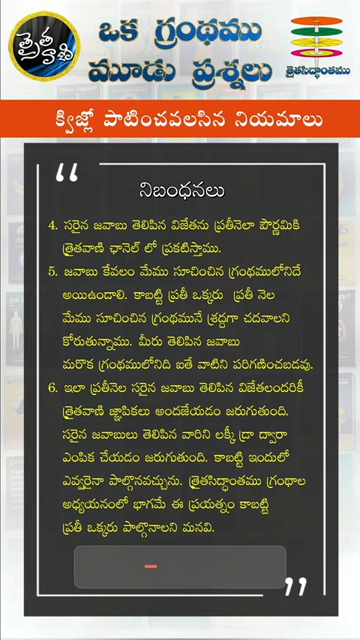 త్రైత వాణి
ఒక గ్రంథము
మూడు ప్రశ్నలు
త్రైతసిద్ధాంతము
క్విజ్లో పాటించవలసిన నియమాలు
నిబంధనలు
4. సరైన జవాబు తెలిపిన విజేతను ప్రతీనెలా పౌర్ణమికి
త్రైతవాణి ఛానెల్ లో ప్రకటిస్తాము.
5. జవాబు కేవలం మేము సూచించిన గ్రంథములోనిదే
అయిఉండాలి. కాబట్టి ప్రతీ ఒక్కరు ప్రతీ నెల
మేము సూచించిన గ్రంథమునే శ్రద్దగా చదవాలని
కోరుతున్నాము. మీరు తెలిపిన జవాబు
మరొక గ్రంథములోనిది ఐతే వాటిని పరిగణించబడవు.
6. ఇలా ప్రతీనెల సరైన జవాబు తెలిపిన విజేతలందరికీ
త్రైతవాణి జ్ఞాపికలు అందజేయడం జరుగుతుంది.
సరైన జవాబులు తెలిపిన వారిని లక్కీ డ్రా ద్వారా
ఎంపిక చేయడం జరుగుతుంది. కాబట్టి ఇందులో
ఎవ్వరైనా పాల్గొనవచ్చును. త్రైతసిద్ధాంతము గ్రంథాల
అధ్యయనంలో భాగమే ఈ ప్రయత్నం కాబట్టి
ప్రతీ ఒక్కరు పాల్గొనాలని మనవి.